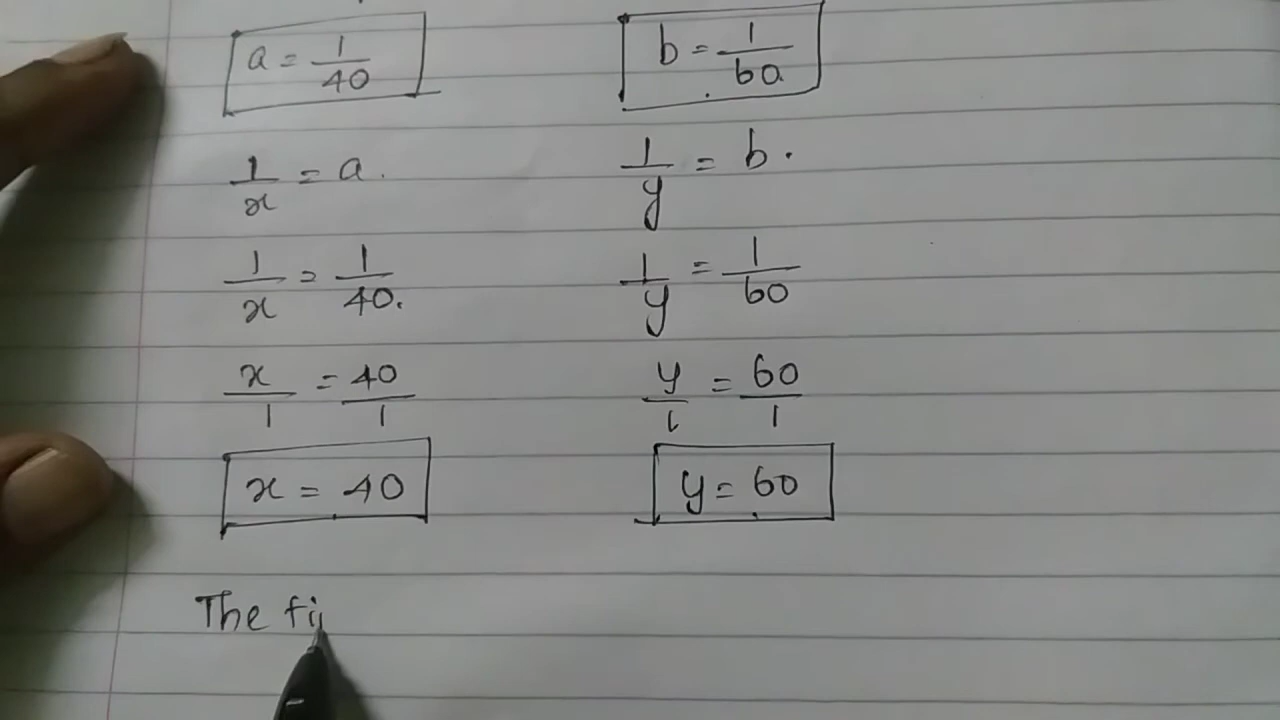 a = 1/40 b = 1/60
1/x = a. 1/y = b.
1/x = 1/40. 1/y = 1/60
x/1 = 40/1 y/1 = 60/1
x = 40 y = 60
The fi